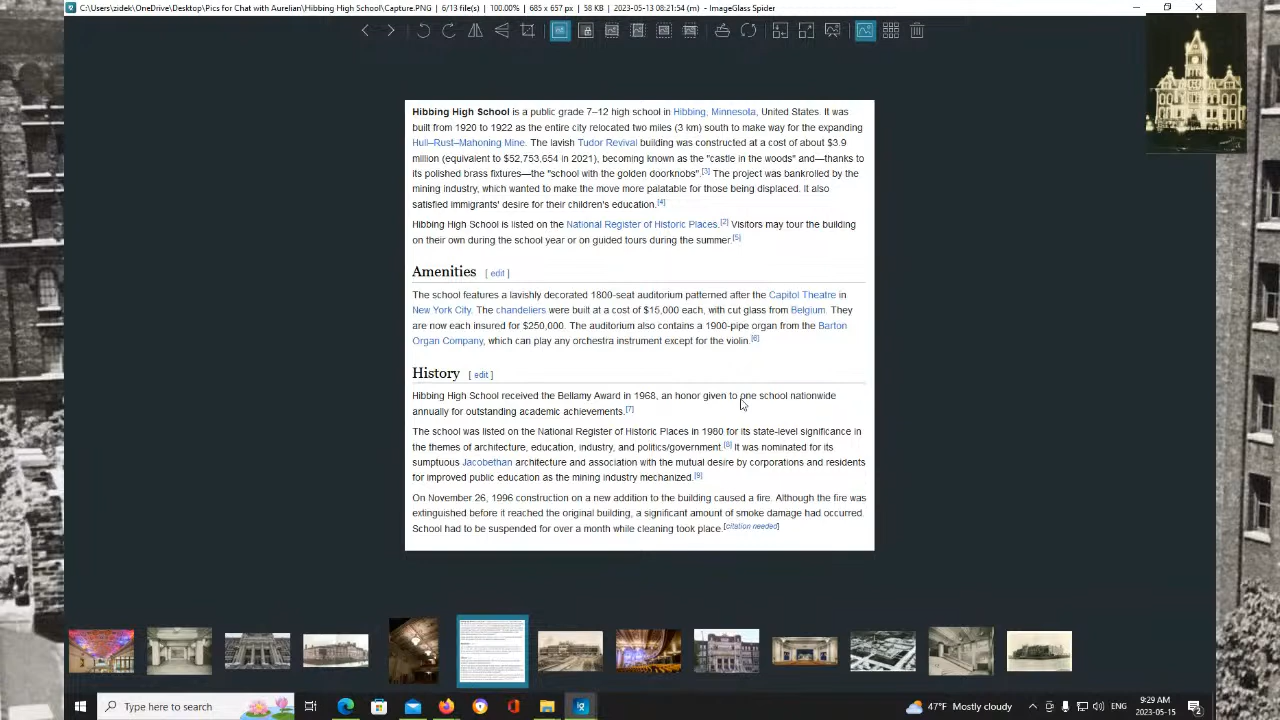 C:\Users\zidek\OneDrive\Desktop\Pics for Chat with Aurelian\Hibbing High School\Capture.PNG | 6/13 file(s) | 100.00% | 685 x 657 px | 58 KB | 2023-05-13 08:21:54 (m) - ImageGlass Spider
Hibbing High School is a public grade 7–12 high school in Hibbing, Minnesota, United States. It was
built from 1920 to 1922 as the entire city relocated two miles (3 km) south to make way for the expanding
Hull–Rust–Mahoning Mine. The lavish Tudor Revival building was constructed at a cost of about $3.9
million (equivalent to $52,757,854 in 2021), becoming known as the "castle in the woods" and—thanks to
its polished brass fixtures—the "school with the golden doorknobs".[3] The project was bankrolled by the
mining industry, which wanted to make the move more palatable for those being displaced. It also
satisfied immigrants' desire for their children's education.[4]
Hibbing High School is listed on the National Register of Historic Places.[2] Visitors may tour the building
on their own during the school year or on guided tours during the summer.[5]
Amenities [ edit ]
The school features a lavishly decorated 1800-seat auditorium patterned after the Capitol Theatre in
New York City. The chandeliers were built at a cost of $15,000 each, with cut glass from Belgium. They
are now each insured for $250,000. The auditorium also contains a 1900-pipe organ from the Barton
Organ Company, which can play any orchestra instrument except for the violin.[6]
History [ edit ]
Hibbing High School received the Bellamy Award in 1968, an honor given to one school nationwide
annually for outstanding academic achievements.[7]
The school was listed on the National Register of Historic Places in 1980 for its state-level significance in
the themes of architecture, education, industry, and politics/government.[8] It was nominated for its
sumptuous Jacobethan architecture and association with the mutual desire by corporations and residents
for improved public education as the mining industry mechanized.[9]
On November 26, 1996 construction on a new addition to the building caused a fire. Although the fire was
extinguished before it reached the original building, a significant amount of smoke damage had occurred.
School had to be suspended for over a month while cleaning took place.[citation needed]
Type here to search
47°F Mostly cloudy
ENG
9:29 AM
2023-05-15
2